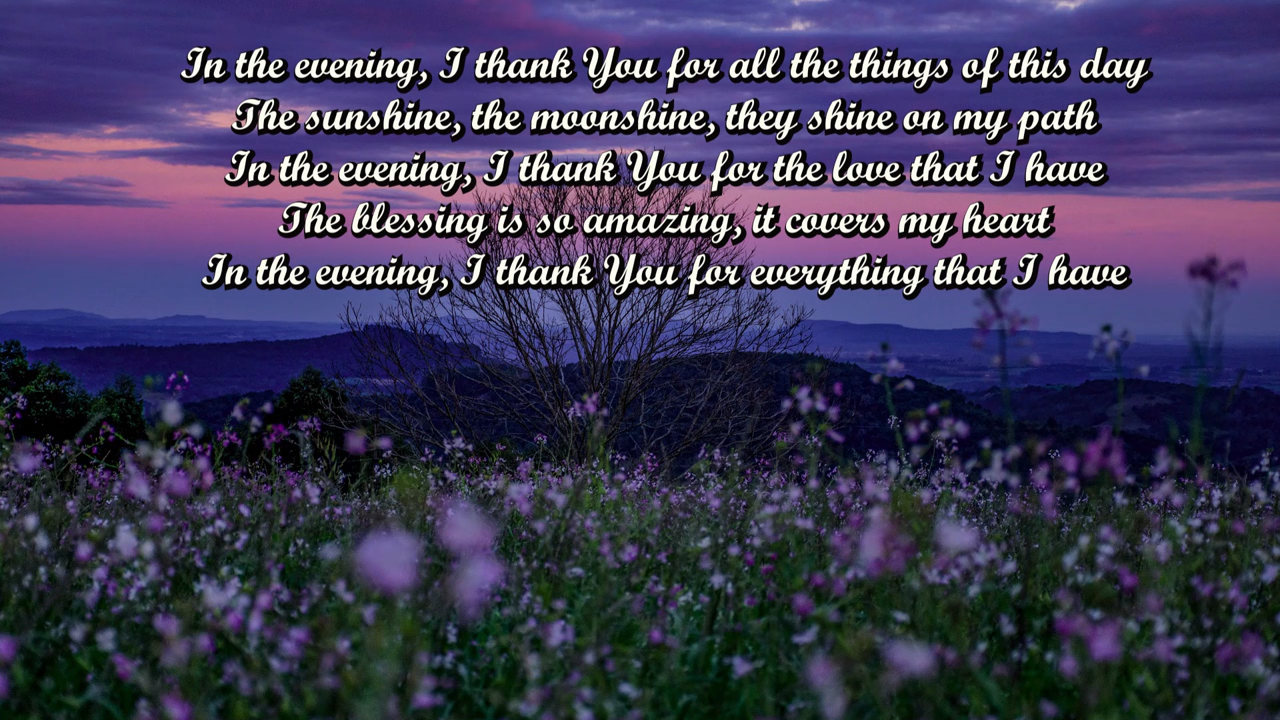 In the evening, I thank You for all the things of this day
The sunshine, the moonshine, they shine on my path
In the evening, I thank You for the love that I have
The blessing is so amazing, it covers my heart
In the evening, I thank You for everything that I have